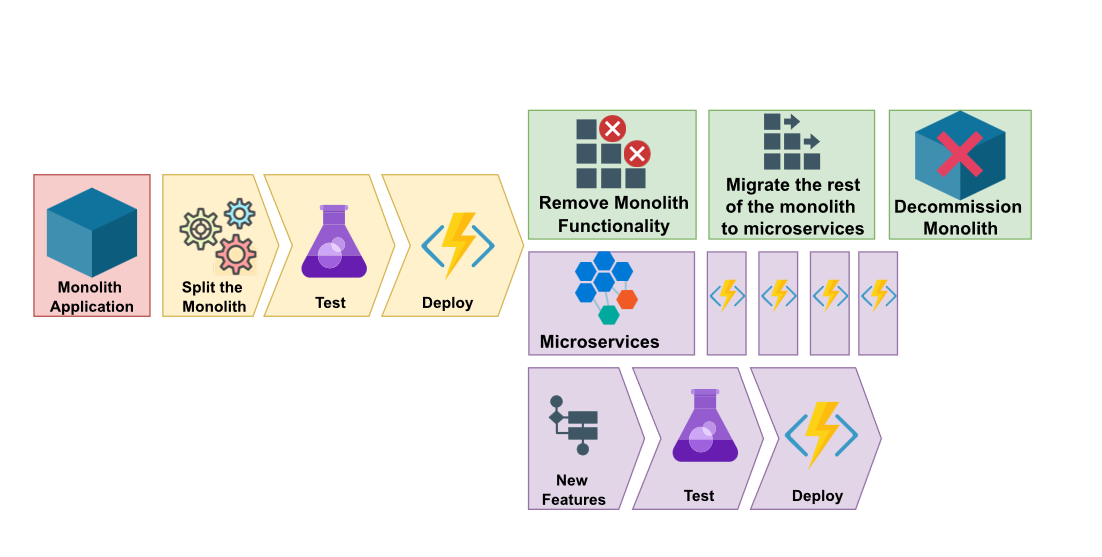 Monolith
Application
Split the
Monolith
Test
Deploy
Remove Monolith
Functionality
Migrate the rest
of the monolith
to microservices
Decommission
Monolith
Microservices
New
Features
Test
Deploy